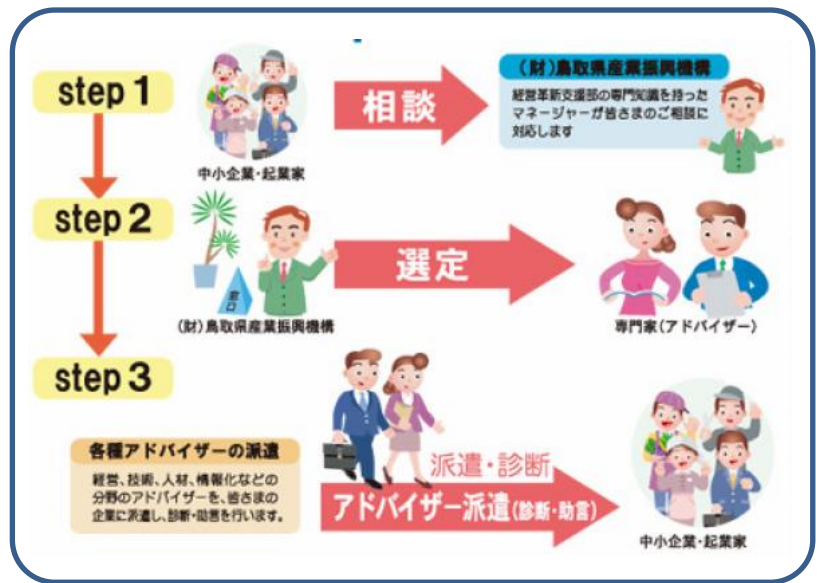 step 1
中小企業・起業家
相談
(財)鳥取県産業振興機構
経営革新支援部の専門知識を持った
マネージャーが皆さまのご相談に
対応します
step 2
窓口
(財)鳥取県産業振興機構
選定
専門家(アドバイザー)
step 3
各種アドバイザーの派遣
経営、技術、人材、情報化などの
分野のアドバイザーを、皆さまの
企業に派遣し、診断・助言を行います。
派遣・診断
アドバイザー派遣(診断・助言)
中小企業・起業家